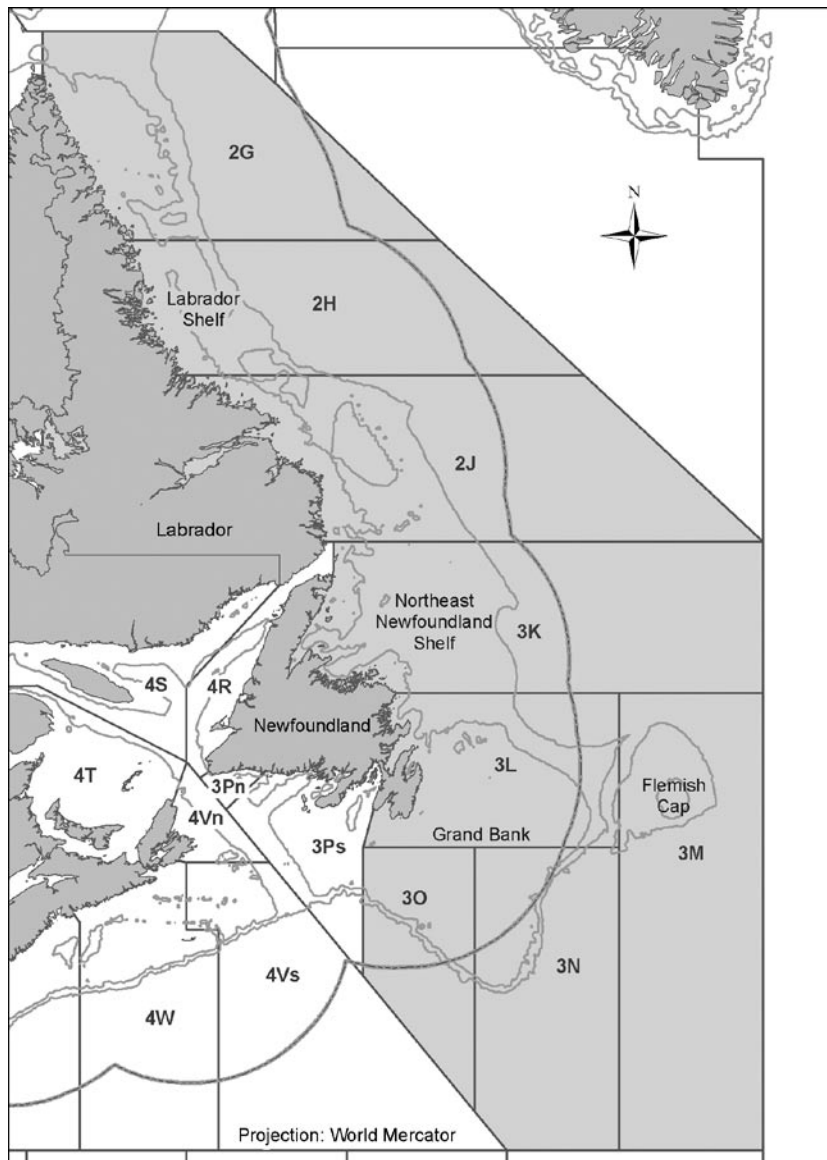 2G
N
Labrador
Shelf
2H
2J
Labrador
Northeast
Newfoundland
Shelf
3K
4S
4R
Newfoundland
3L
4T
3Pn
Flemish
Cap
4Vn
Grand Bank
3Ps
3M
3O
3N
4Vs
4W
Projection: World Mercator